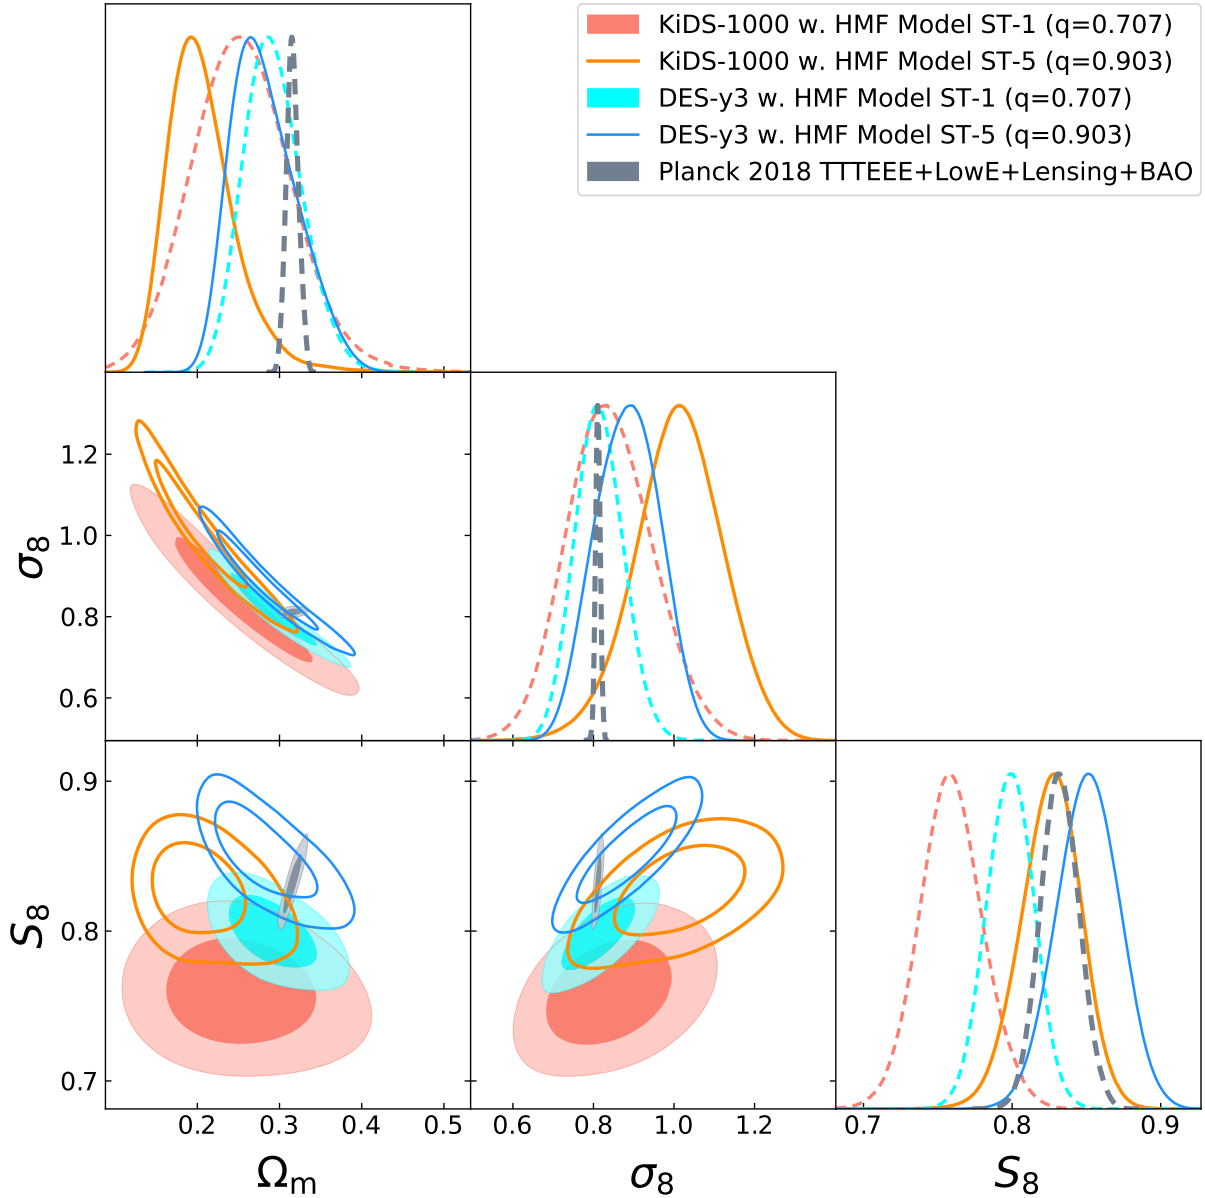 KiDS-1000 w. HMF Model ST-1 (q=0.707)
KiDS-1000 w. HMF Model ST-5 (q=0.903)
DES-y3 w. HMF Model ST-1 (q=0.707)
DES-y3 w. HMF Model ST-5 (q=0.903)
Planck 2018 TTTEEE+LowE+Lensing+BAO
1.2
1.0
0.8
0.6
σ8
0.9
0.8
0.7
S8
0.2 0.3 0.4 0.5
0.6 0.8 1.0 1.2
0.7 0.8 0.9
Ωm
σ8
S8